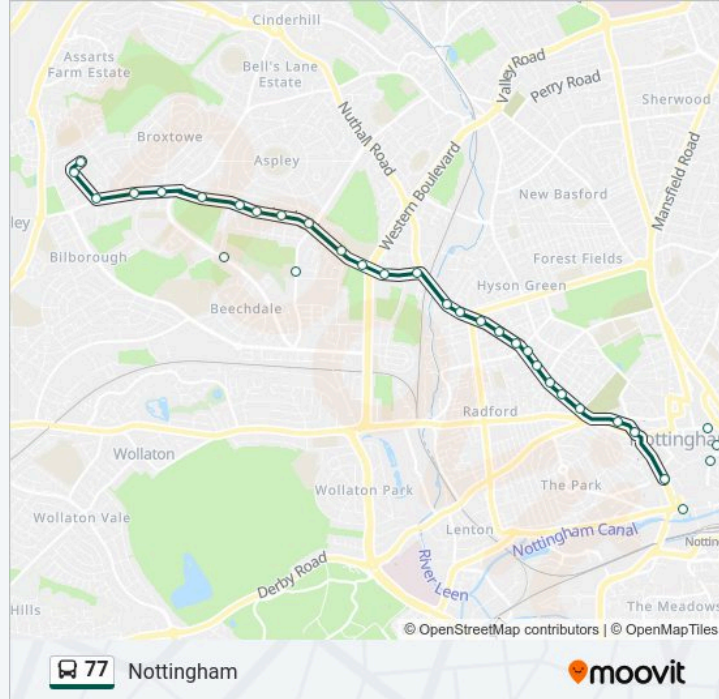 Cinderhill
Assarts
Farm Estate
Bell's Lane
Estate
Valley Road
Perry Road
Sherwood
Nuthall Road
Broxtowe
Aspley
Western Boulevard
Mansfield Road
New Basford
ley
Bilborough
Forest Fields
Hyson Green
Beechdale
Radford
Nottingham
Wollaton
Wollaton Park
The Park
Wollaton Vale
Lenton
Nottingham Canal
Notting
River Leen
Derby Road
Hills
The Meadows
© OpenStreetMap contributors | © OpenMapTiles
77 Nottingham
moovit